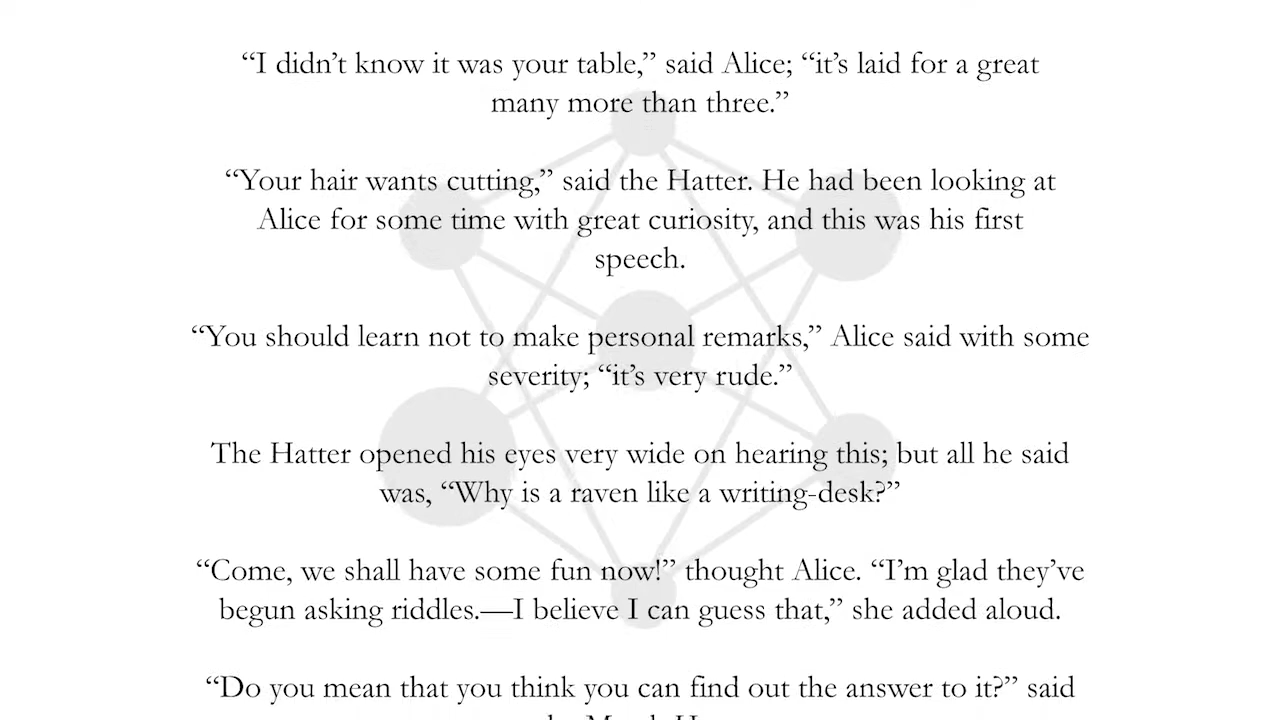 “I didn’t know it was your table,” said Alice; “it’s laid for a great
many more than three.”
“Your hair wants cutting,” said the Hatter. He had been looking at
Alice for some time with great curiosity, and this was his first
speech.
“You should learn not to make personal remarks,” Alice said with some
severity; “it’s very rude.”
The Hatter opened his eyes very wide on hearing this; but all he said
was, “Why is a raven like a writing-desk?”
“Come, we shall have some fun now!” thought Alice. “I’m glad they’ve
begun asking riddles.—I believe I can guess that,” she added aloud.
“Do you mean that you think you can find out the answer to it?” said